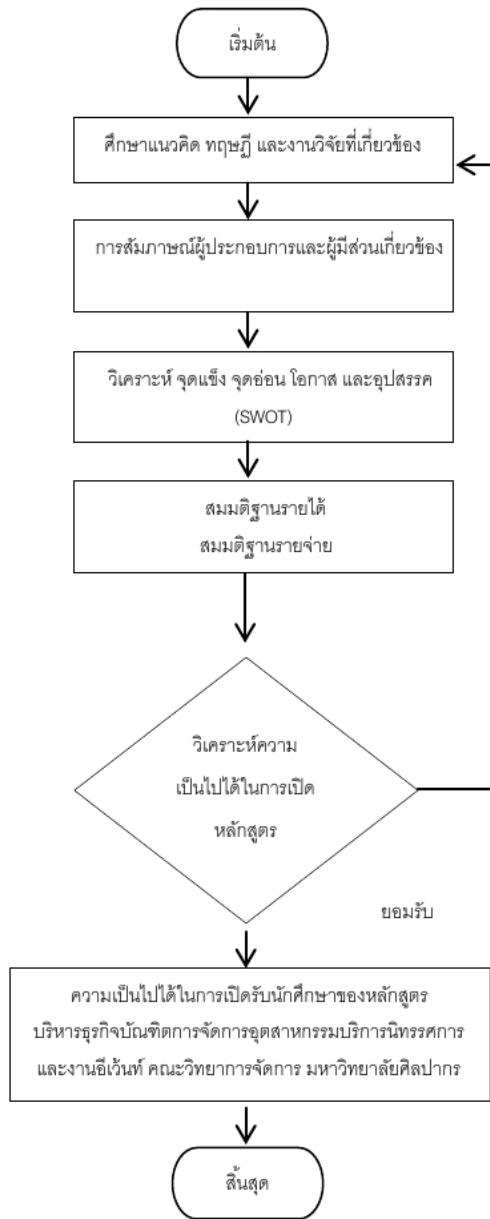 เริ่มต้น
ศึกษาแนวคิด ทฤษฎี และงานวิจัยที่เกี่ยวข้อง
การสัมภาษณ์ผู้ประกอบการและผู้มีส่วนเกี่ยวข้อง
วิเคราะห์ จุดแข็ง จุดอ่อน โอกาส และอุปสรรค
(SWOT)
สมมติฐานรายได้
สมมติฐานรายจ่าย
วิเคราะห์ความ
เป็นไปได้ในการเปิด
หลักสูตร
ยอมรับ
ความเป็นไปได้ในการเปิดรับนักศึกษาของหลักสูตร
บริหารธุรกิจบัณฑิตการจัดการอุตสาหกรรมบริการนิทรรศการ
และงานอีเว้นท์ คณะวิทยาการจัดการ มหาวิทยาลัยศิลปากร
สิ้นสุด